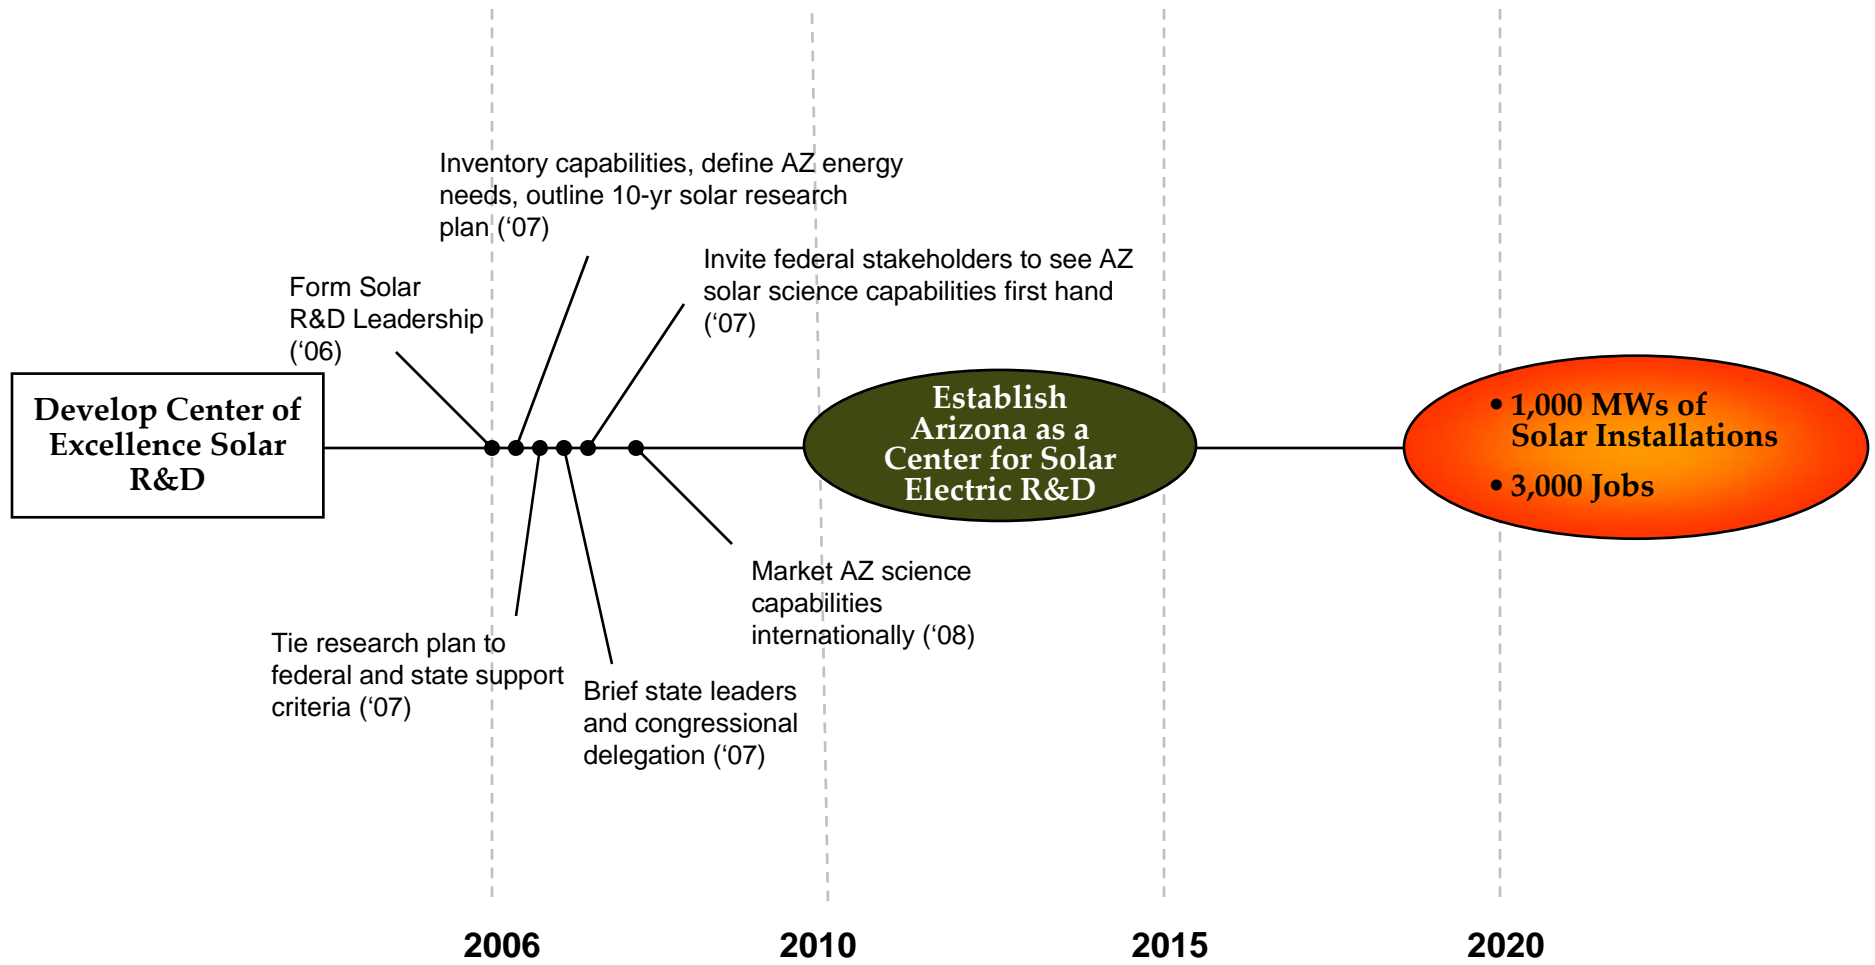 Inventory capabilities, define AZ energy
needs, outline 10-yr solar research
plan (‘07)
Invite federal stakeholders to see AZ
solar science capabilities first hand
(‘07)
Form Solar
R&D Leadership
(‘06)
Develop Center of
Excellence Solar
R&D
Establish
Arizona as a
Center for Solar
Electric R&D
• 1,000 MWs of
Solar Installations
• 3,000 Jobs
Market AZ science
capabilities
internationally (‘08)
Tie research plan to
federal and state support
criteria (‘07)
Brief state leaders
and congressional
delegation (‘07)
2006
2010
2015
2020